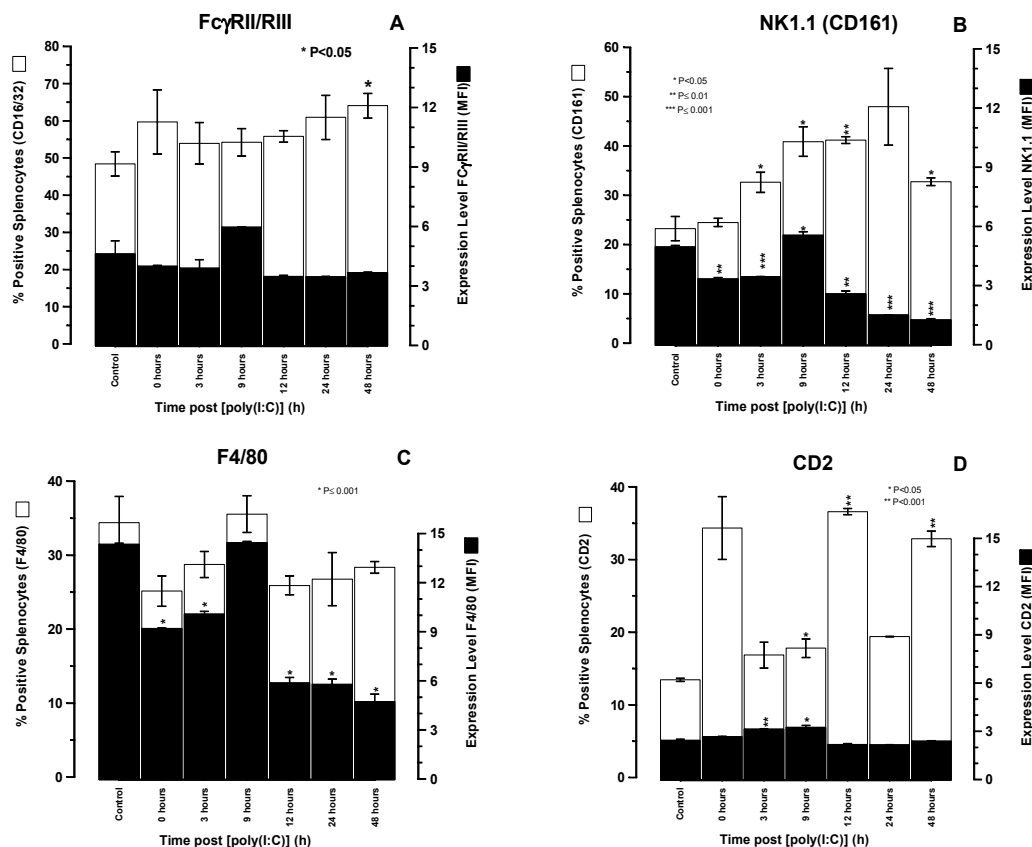 FcγRII/RIII
A
* P<0.05
% Positive Splenocytes (CD16/32)
80
70
60
50
40
30
20
10
0
*
15
12
9
6
3
0
Expression Level FCγRII/RIII (MFI)
Control
0 hours
3 hours
9 hours
12 hours
24 hours
48 hours
Time post [poly(I:C)] (h)
NK1.1 (CD161)
B
* P<0.05
** P≤ 0.01
*** P≤ 0.001
% Positive Splenocytes (CD161)
60
50
40
30
20
10
0
*
*
**
*
**
***
*
**
***
***
15
12
9
6
3
0
Expression Level NK1.1 (MFI)
Control
0 hours
3 hours
9 hours
12 hours
24 hours
48 hours
Time post [poly(I:C)] (h)
F4/80
C
* P≤ 0.001
% Positive Splenocytes (F4/80)
40
30
20
10
0
*
*
*
*
*
15
12
9
6
3
0
Expression Level F4/80 (MFI)
Control
0 hours
3 hours
9 hours
12 hours
24 hours
48 hours
Time post [poly(I:C)] (h)
CD2
D
* P<0.05
** P<0.001
% Positive Splenocytes (CD2)
40
30
20
10
0
*
**
**
**
*
15
12
9
6
3
0
Expression Level CD2 (MFI)
Control
0 hours
3 hours
9 hours
12 hours
24 hours
48 hours
Time post [poly(I:C)] (h)